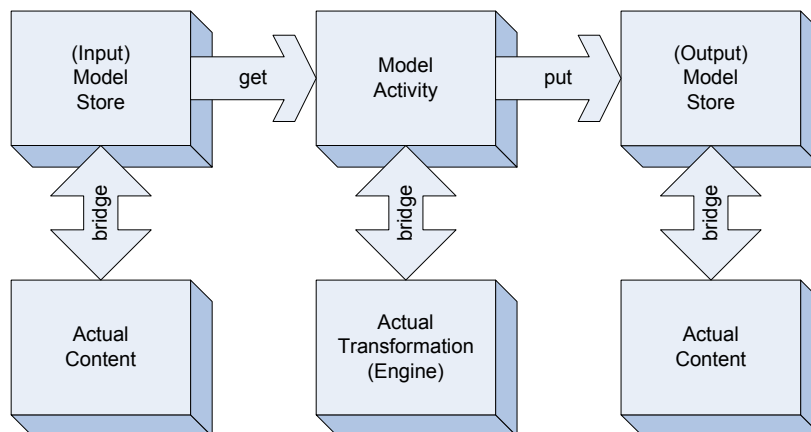 (Input)
Model
Store
get
Model
Activity
put
(Output)
Model
Store
bridge
bridge
bridge
Actual
Content
Actual
Transformation
(Engine)
Actual
Content